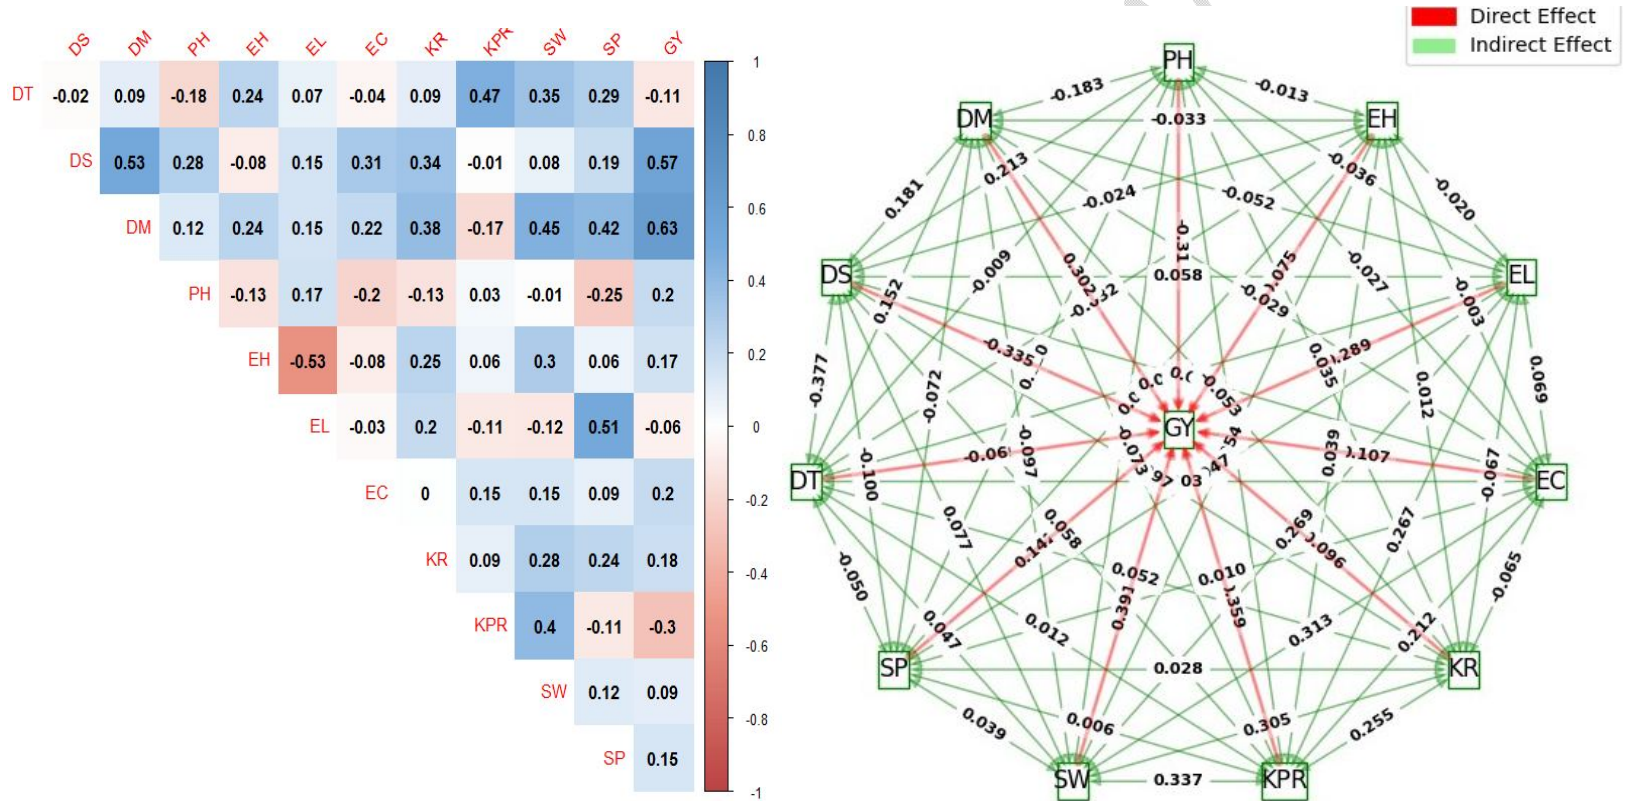 DS DM PH EH EL EC KR KPR SW SP GY
DT -0.02 0.09 -0.18 0.24 0.07 -0.04 0.09 0.47 0.35 0.29 -0.11
DS 0.53 0.28 -0.08 0.15 0.31 0.34 -0.01 0.08 0.19 0.57
DM 0.12 0.24 0.15 0.22 0.38 -0.17 0.45 0.42 0.63
PH -0.13 0.17 -0.2 -0.13 0.03 -0.01 -0.25 0.2
EH -0.53 -0.08 0.25 0.06 0.3 0.06 0.17
EL -0.03 0.2 -0.11 -0.12 0.51 -0.06
EC 0 0.15 0.15 0.09 0.2
KR 0.09 0.28 0.24 0.18
KPR 0.4 -0.11 -0.3
SW 0.12 0.09
SP 0.15
1
0.8
0.6
0.4
0.2
0
-0.2
-0.4
-0.6
-0.8
-1
Direct Effect
Indirect Effect
PH
-0.183 -0.013
DM -0.033 EH
0.213 -0.036
0.181 -0.024 -0.052 -0.020
-0.31
DS -0.009 0.302 0.058 -0.027 EL
0.152 -0.029 -0.003
-0.335 0.035
-0.377 -0.072 -0.053 0.012 0.069
GY
-0.097 -0.073 0.039
DT -0.100 -0.067 EC
0.077 0.058 0.269 0.267
-0.050 0.052 0.010 -0.065
0.391
0.047 0.012 0.313 0.212
SP 0.028 KR
0.039 0.006 0.305 0.255
SW 0.337 KPR